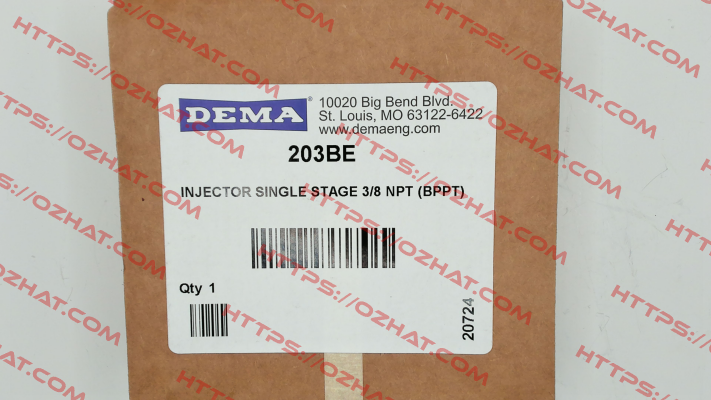 DEMA®
10020 Big Bend Blvd.
St. Louis, MO 63122-6422
www.demaeng.com
203BE
INJECTOR SINGLE STAGE 3/8 NPT (BPPT)
Qty 1
20724
HTTPS://OZHAT.COM